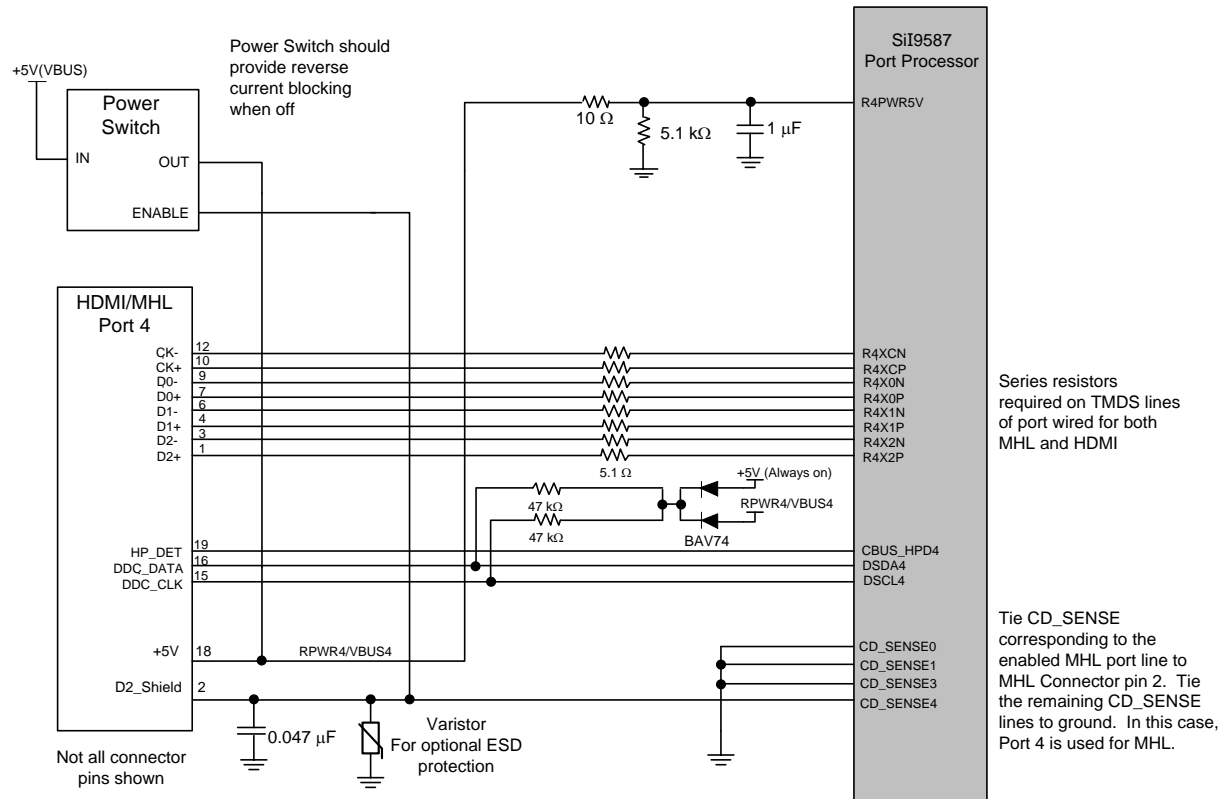 SiI9587
Port Processor
Power Switch should
provide reverse
current blocking
when off
+5V(VBUS)
Power
Switch
IN
OUT
ENABLE
10 Ω
5.1 kΩ
1 μF
R4PWR5V
HDMI/MHL
Port 4
CK-
12
R4XCN
CK+
10
R4XCP
D0-
9
R4X0N
D0+
7
R4X0P
D1-
6
R4X1N
D1+
4
R4X1P
D2-
3
R4X2N
D2+
1
R4X2P
5.1 Ω
Series resistors
required on TMDS lines
of port wired for both
MHL and HDMI
+5V (Always on)
47 kΩ
RPWR4/VBUS4
47 kΩ
BAV74
HP_DET
19
CBUS_HPD4
DDC_DATA
16
DSDA4
DDC_CLK
15
DSCL4
+5V
18
RPWR4/VBUS4
CD_SENSE0
CD_SENSE1
CD_SENSE3
CD_SENSE4
D2_Shield
2
0.047 μF
Varistor
For optional ESD
protection
Not all connector
pins shown
Tie CD_SENSE
corresponding to the
enabled MHL port line to
MHL Connector pin 2. Tie
the remaining CD_SENSE
lines to ground. In this case,
Port 4 is used for MHL.